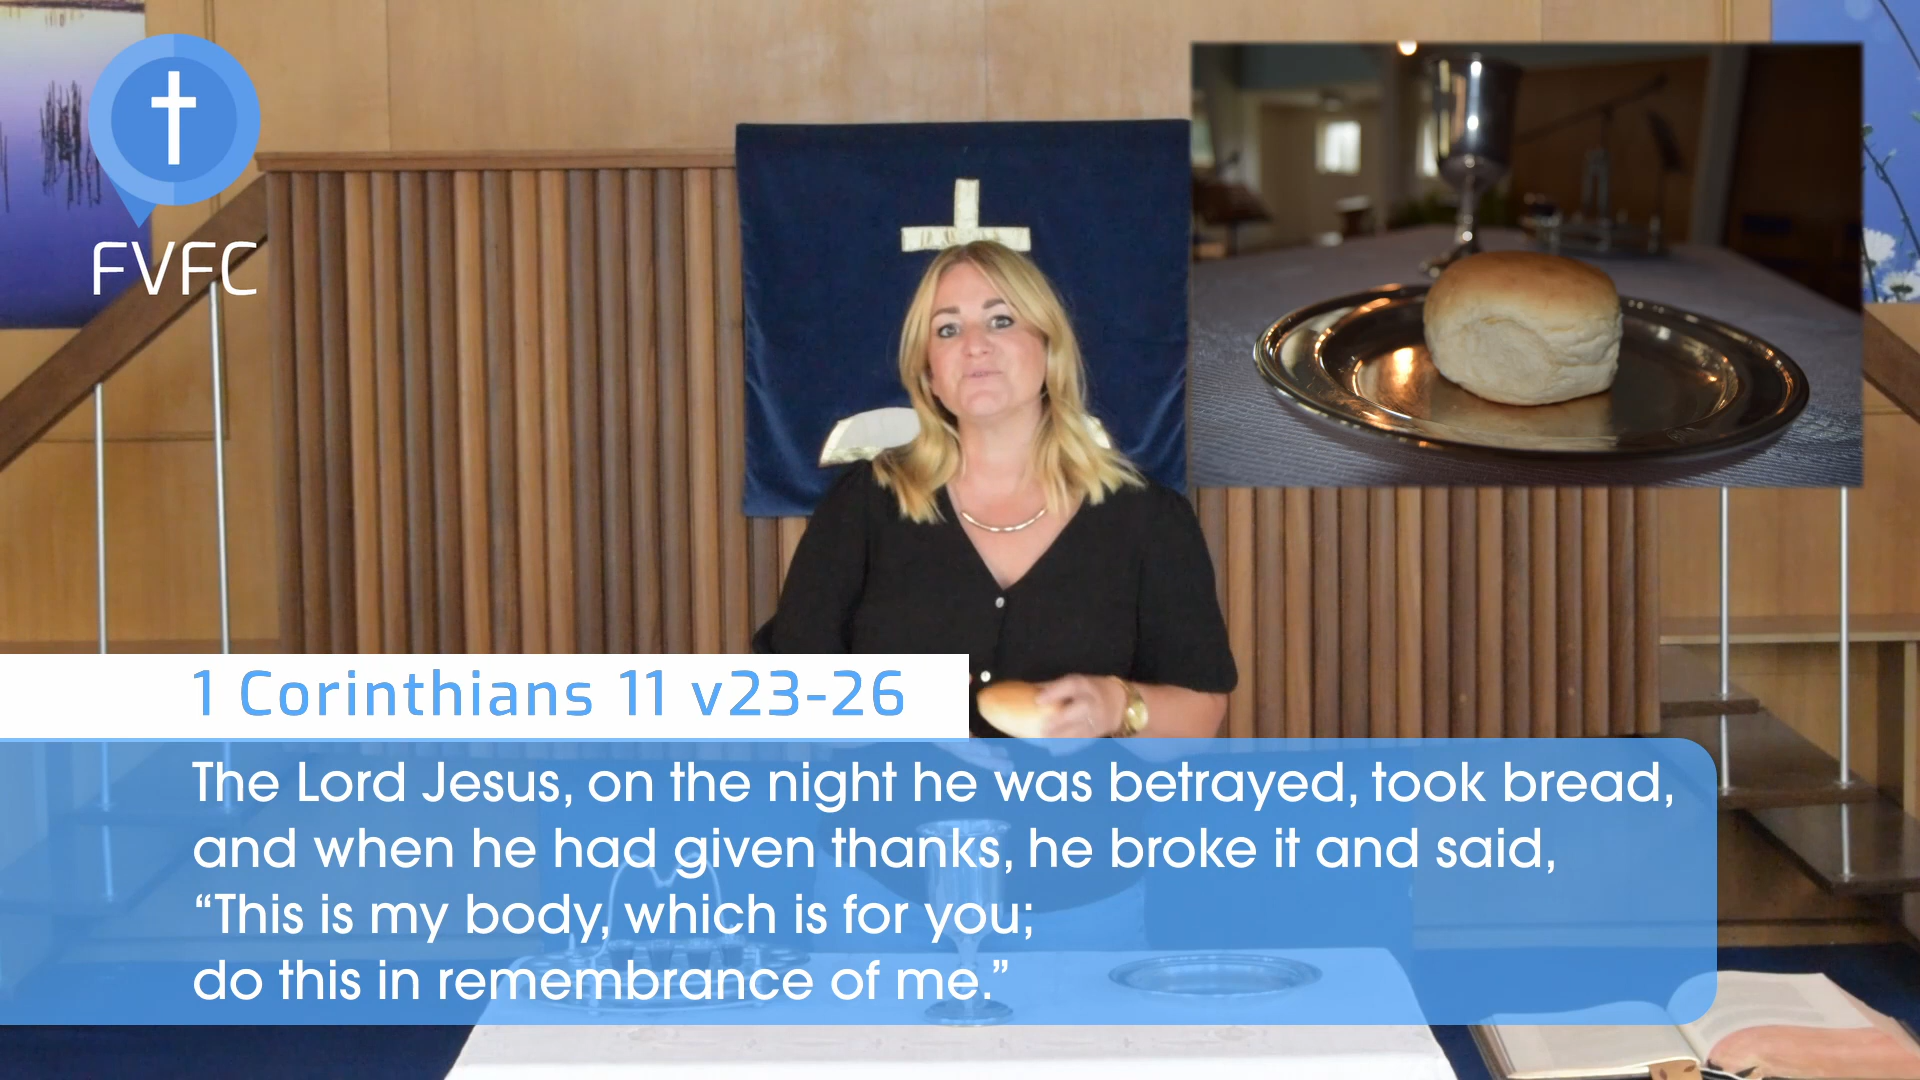 FVFC
1 Corinthians 11 v23-26
The Lord Jesus, on the night he was betrayed, took bread,
and when he had given thanks, he broke it and said,
“This is my body, which is for you;
do this in remembrance of me.”